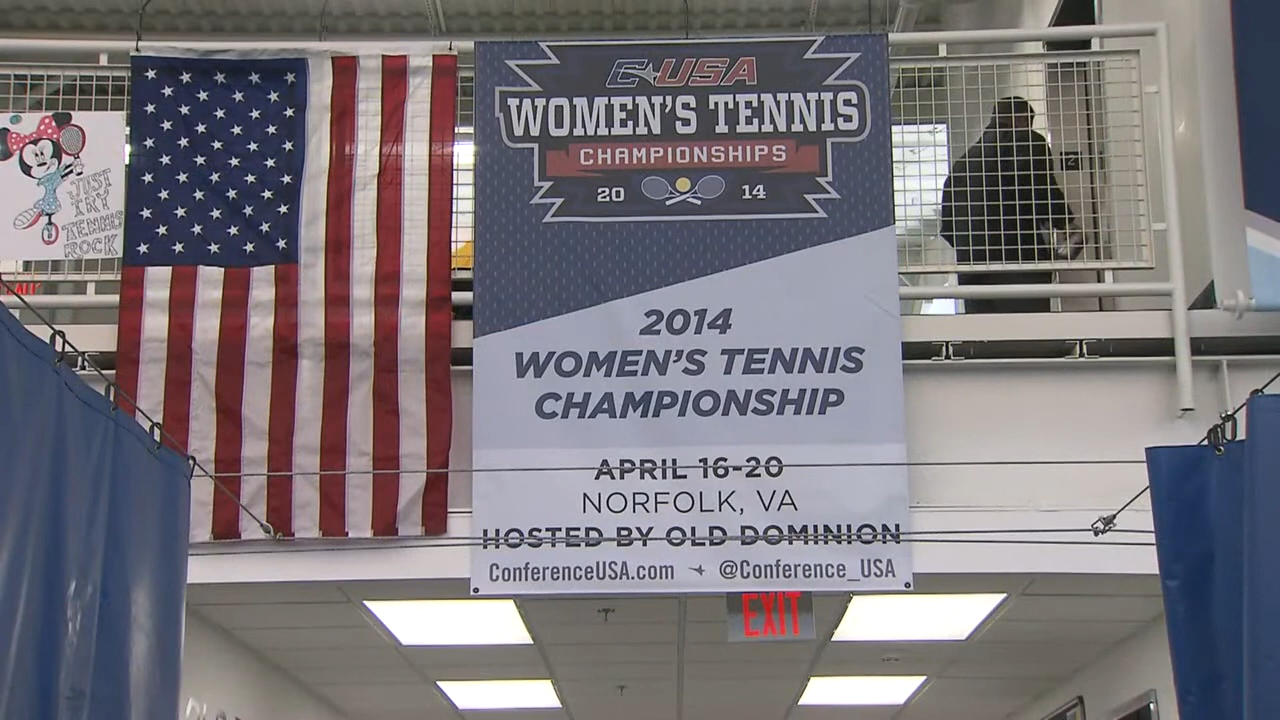 JUST
TRY
TENNIS
ROCK
C USA
WOMEN'S TENNIS
CHAMPIONSHIPS
20 14
2014
WOMEN'S TENNIS
CHAMPIONSHIP
APRIL 16-20
NORFOLK, VA
HOSTED BY OLD DOMINION
ConferenceUSA.com @Conference_USA
EXIT